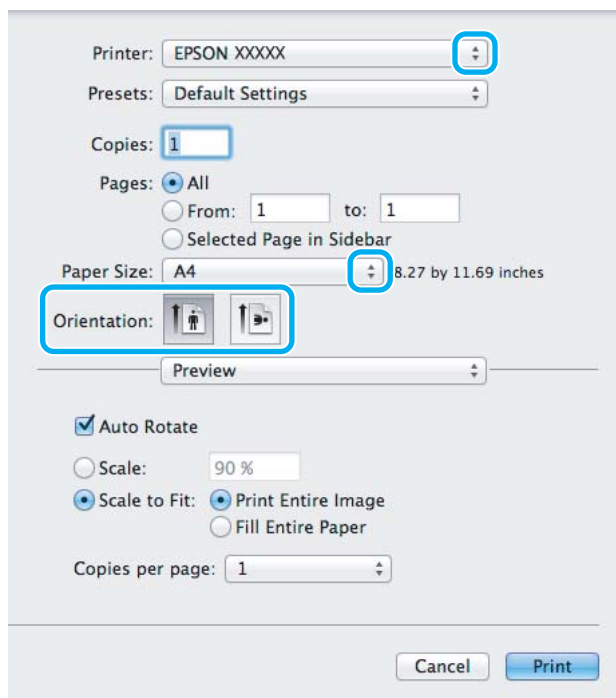 Printer: EPSON XXXXX
Presets: Default Settings
Copies: 1
Pages: All
From: 1 to: 1
Selected Page in Sidebar
Paper Size: A4 8.27 by 11.69 inches
Orientation:
Preview
Auto Rotate
Scale: 90 %
Scale to Fit: Print Entire Image
Fill Entire Paper
Copies per page: 1
Cancel Print